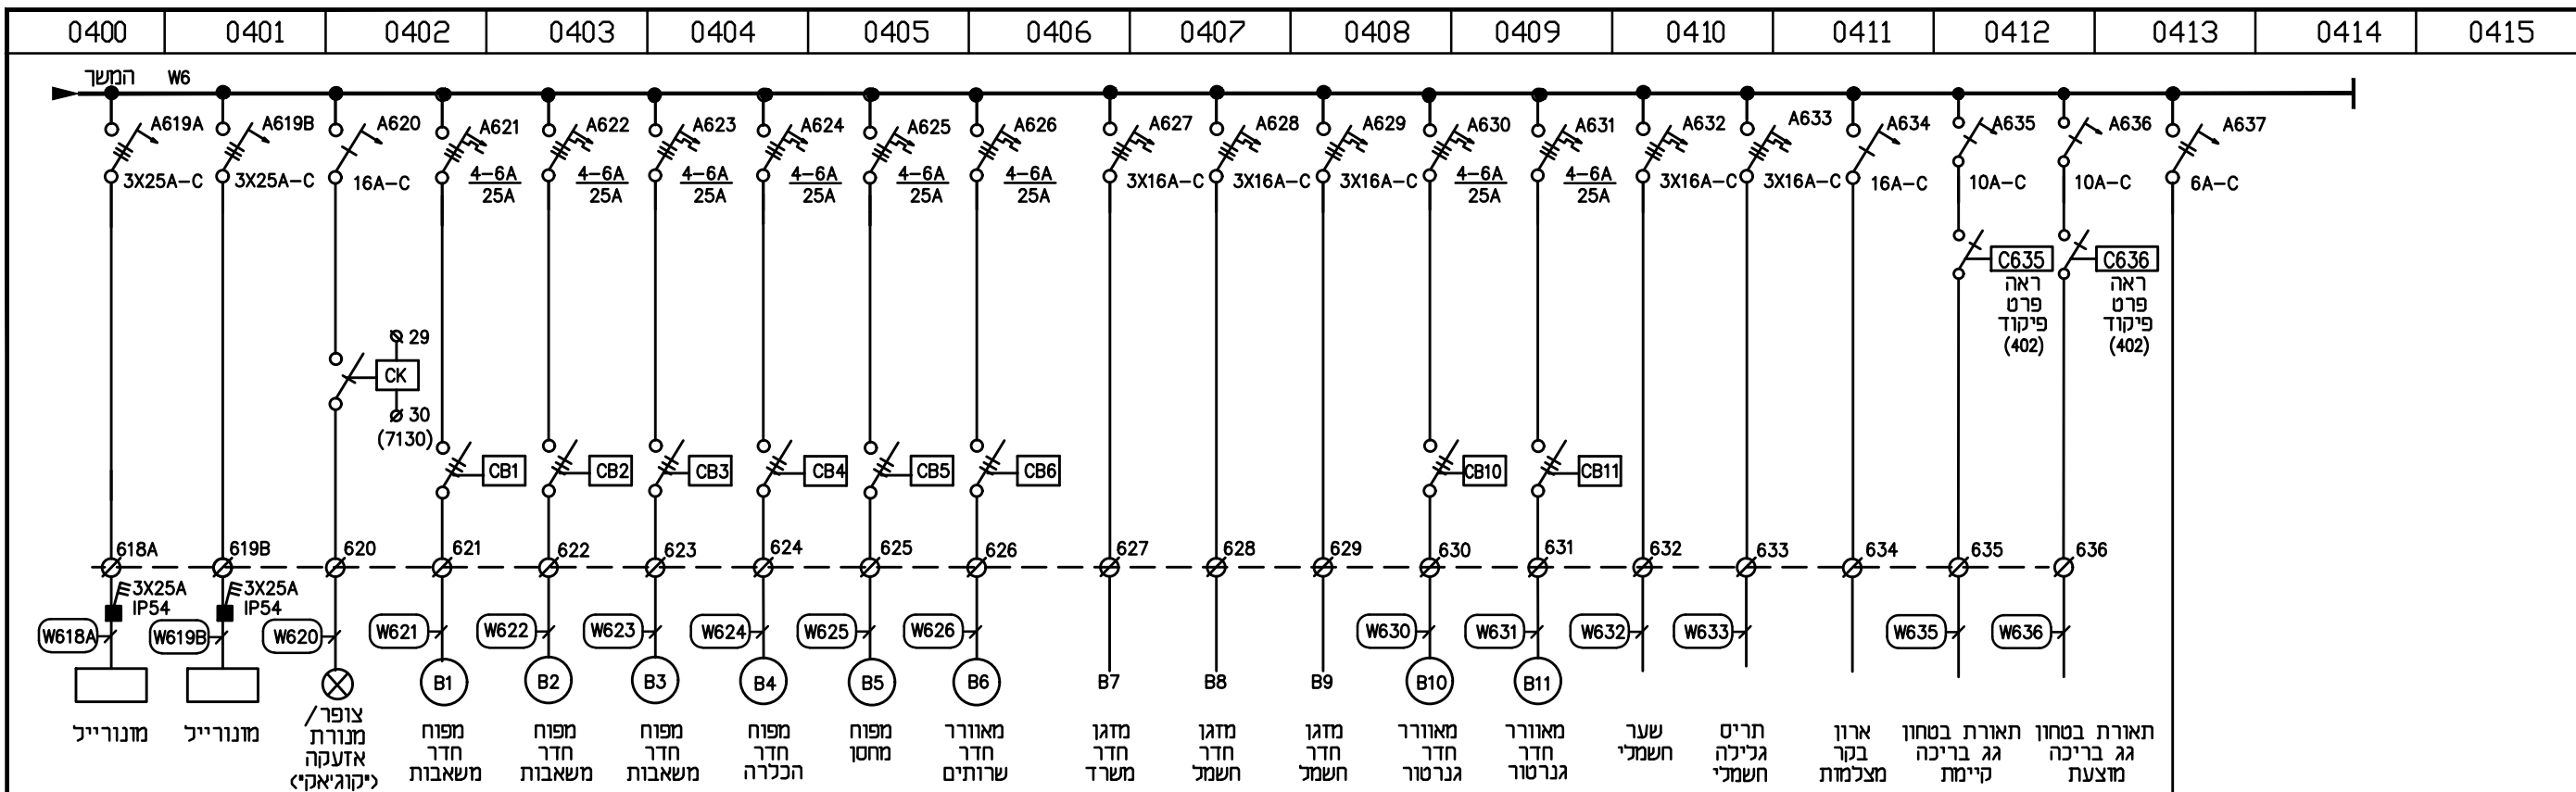 0400 0401 0402 0403 0404 0405 0406 0407 0408 0409 0410 0411 0412 0413 0414 0415
המשך W6
A619A A619B A620 A621 A622 A623 A624 A625 A626 A627 A628 A629 A630 A631 A632 A633 A634 A635 A636 A637
3X25A-C 3X25A-C 16A-C 4-6A 4-6A 4-6A 4-6A 4-6A 4-6A 3X16A-C 3X16A-C 3X16A-C 4-6A 4-6A 3X16A-C 3X16A-C 16A-C 10A-C 10A-C 6A-C
25A 25A 25A 25A 25A 25A 25A 25A
C635 C636
ראה
פרט
פיקוד
(402)
ראה
פרט
פיקוד
(402)
29
CK
30
(7130)
CB1 CB2 CB3 CB4 CB5 CB6 CB10 CB11
618A 619B 620 621 622 623 624 625 626 627 628 629 630 631 632 633 634 635 636
3X25A 3X25A
IP54 IP54
W618A W619B W620 W621 W622 W623 W624 W625 W626 W630 W631 W632 W633 W635 W636
B1 B2 B3 B4 B5 B6 B7 B8 B9 B10 B11
מונורייל
מונורייל
צופר/
מנורת
אזעקה
("קוג'אק")
מפוח
חדר
משאבות
מפוח
חדר
משאבות
מפוח
חדר
משאבות
מפוח
חדר
הכלרה
מפוח
מחסן
מאוורר
חדר
שרותים
מזגן
חדר
משרד
מזגן
חדר
חשמל
מזגן
חדר
חשמל
מאוורר
חדר
גנרטור
מאוורר
חדר
גנרטור
שער
חשמלי
תריס
גלילה
חשמלי
ארון
בקר
מצלמות
תאורת בטחון
גג בריכה
קיימת
תאורת בטחון
גג בריכה
מוצעת